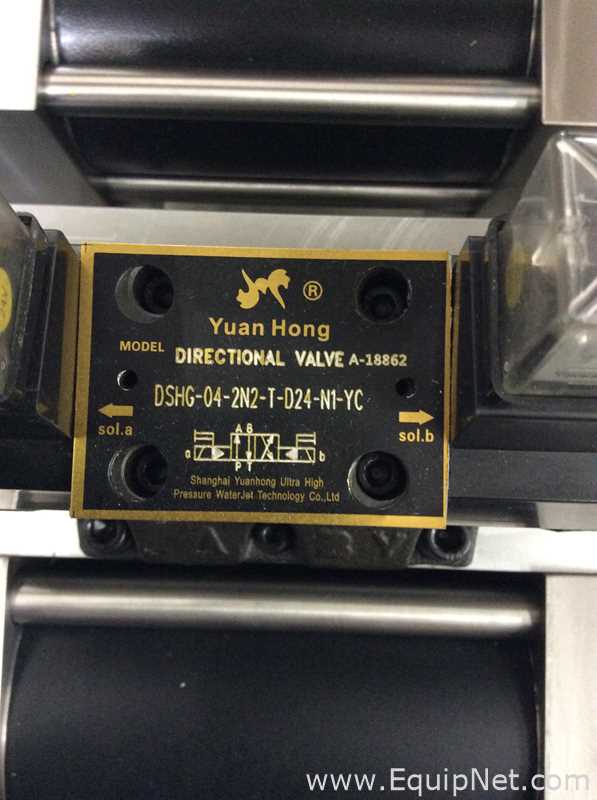 ®
Yuan Hong
MODEL DIRECTIONAL VALVE A-18862
DSHG-04-2N2-T-D24-N1-YC
sol.a
sol.b
A B
a b
P T
Shanghai Yuanhong Ultra High
Pressure WaterJet Technology Co.,Ltd
www.EquipNet.com